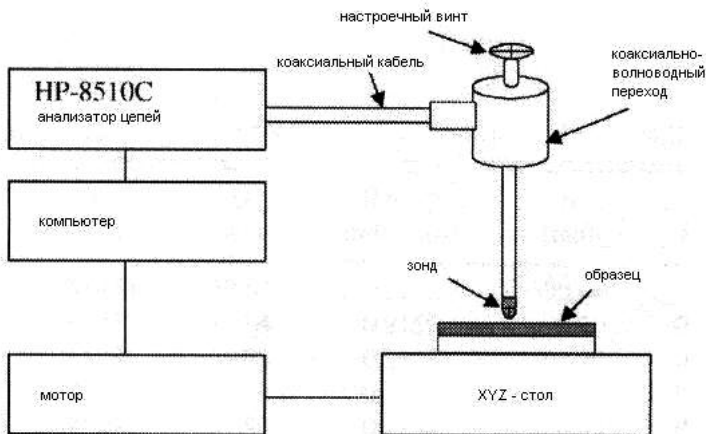 настроечный винт
коаксиально-
волноводный
переход
коаксиальный кабель
HP-8510C
анализатор цепей
компьютер
зонд
образец
мотор
XYZ - стол